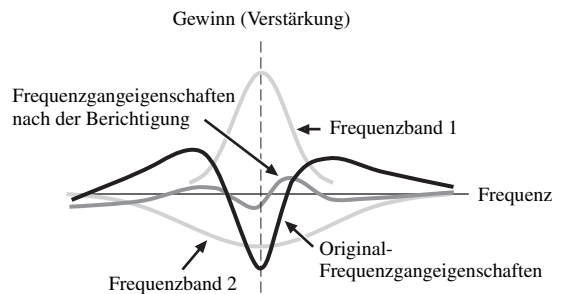 Gewinn (Verstärkung)
Frequenzgangeigenschaften
nach der Berichtigung
Frequenzband 1
Frequenz
Original-
Frequenzgangeigenschaften
Frequenzband 2